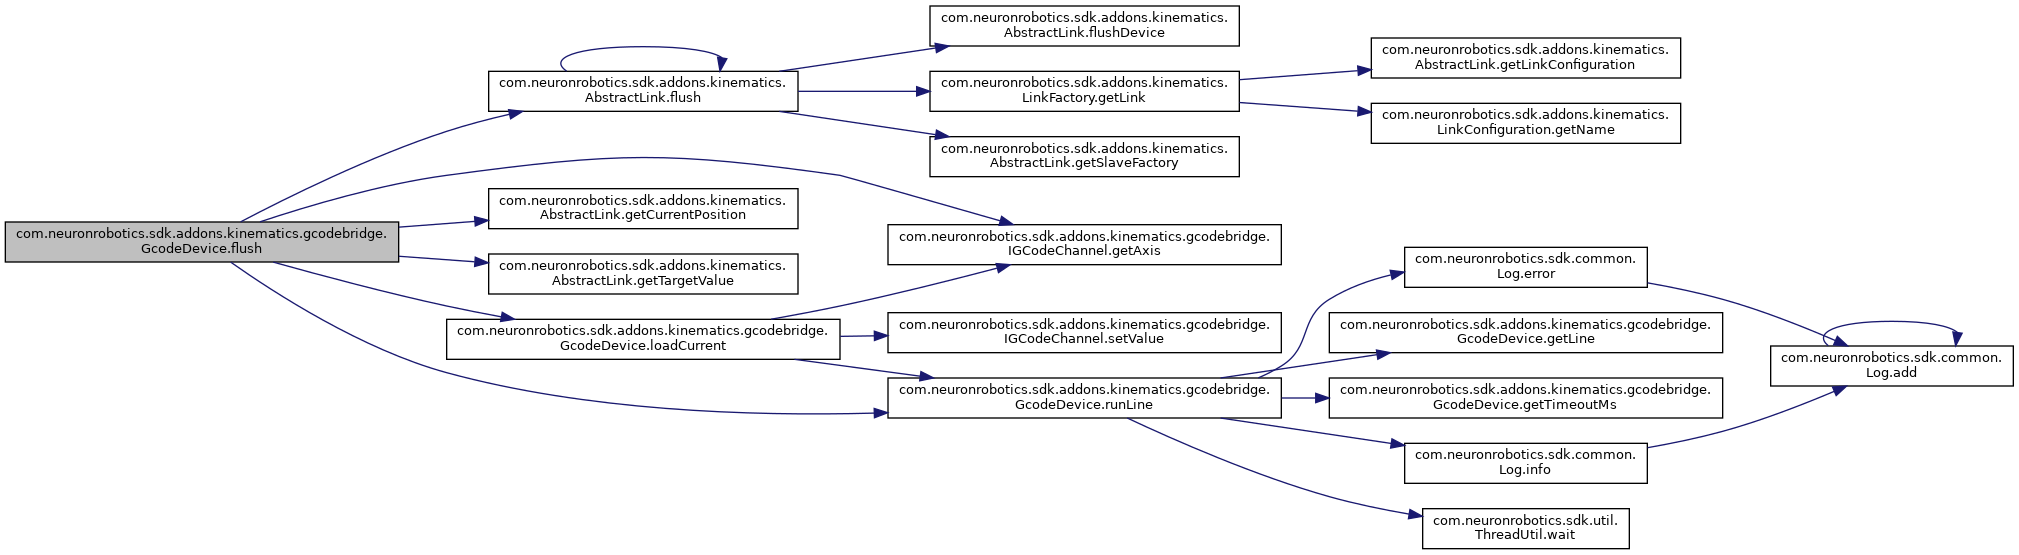 com.neuronrobotics.sdk.addons.kinematics.
AbstractLink.flushDevice
com.neuronrobotics.sdk.addons.kinematics.
AbstractLink.getLinkConfiguration
com.neuronrobotics.sdk.addons.kinematics.
AbstractLink.flush
com.neuronrobotics.sdk.addons.kinematics.
LinkFactory.getLink
com.neuronrobotics.sdk.addons.kinematics.
LinkConfiguration.getName
com.neuronrobotics.sdk.addons.kinematics.
AbstractLink.getSlaveFactory
com.neuronrobotics.sdk.addons.kinematics.
AbstractLink.getCurrentPosition
com.neuronrobotics.sdk.addons.kinematics.gcodebridge.
GcodeDevice.flush
com.neuronrobotics.sdk.addons.kinematics.gcodebridge.
IGCodeChannel.getAxis
com.neuronrobotics.sdk.addons.kinematics.
AbstractLink.getTargetValue
com.neuronrobotics.sdk.common.
Log.error
com.neuronrobotics.sdk.addons.kinematics.gcodebridge.
GcodeDevice.loadCurrent
com.neuronrobotics.sdk.addons.kinematics.gcodebridge.
IGCodeChannel.setValue
com.neuronrobotics.sdk.addons.kinematics.gcodebridge.
GcodeDevice.getLine
com.neuronrobotics.sdk.common.
Log.add
com.neuronrobotics.sdk.addons.kinematics.gcodebridge.
GcodeDevice.runLine
com.neuronrobotics.sdk.addons.kinematics.gcodebridge.
GcodeDevice.getTimeoutMs
com.neuronrobotics.sdk.common.
Log.info
com.neuronrobotics.sdk.util.
ThreadUtil.wait